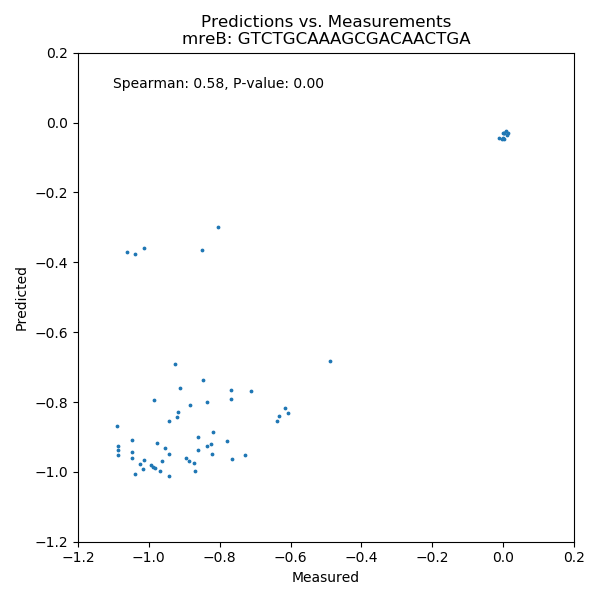 Predictions vs. Measurements
mreB: GTCTGCAAAGCGACAACTGA
Spearman: 0.58, P-value: 0.00
0.2
0.0
−0.2
−0.4
−0.6
−0.8
−1.0
−1.2
Predicted
−1.2 −1.0 −0.8 −0.6 −0.4 −0.2 0.0 0.2
Measured